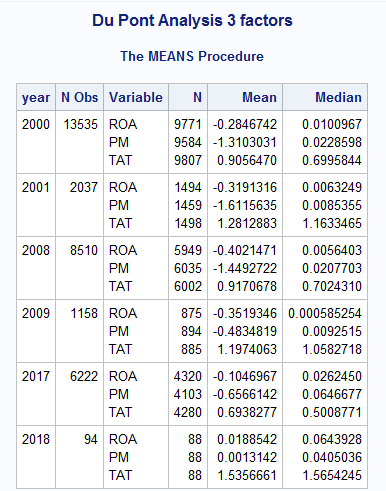 Du Pont Analysis 3 factors
The MEANS Procedure
year N Obs Variable N Mean Median
2000 13535 ROA 9771 -0.2846742 0.0100967
PM 9584 -1.3103031 0.0228598
TAT 9807 0.9056470 0.6995844
2001 2037 ROA 1494 -0.3191316 0.0063249
PM 1459 -1.6115635 0.0085355
TAT 1498 1.2812883 1.1633465
2008 8510 ROA 5949 -0.4021471 0.0056403
PM 6035 -1.4492722 0.0207703
TAT 6002 0.9170678 0.7024310
2009 1158 ROA 875 -0.3519346 0.000585254
PM 894 -0.4834819 0.0092515
TAT 885 1.1974063 1.0582718
2017 6222 ROA 4320 -0.1046967 0.0262450
PM 4103 -0.6566142 0.0646677
TAT 4280 0.6938277 0.5008771
2018 94 ROA 88 0.0188542 0.0643928
PM 88 0.0013142 0.0405036
TAT 88 1.5356661 1.5654245